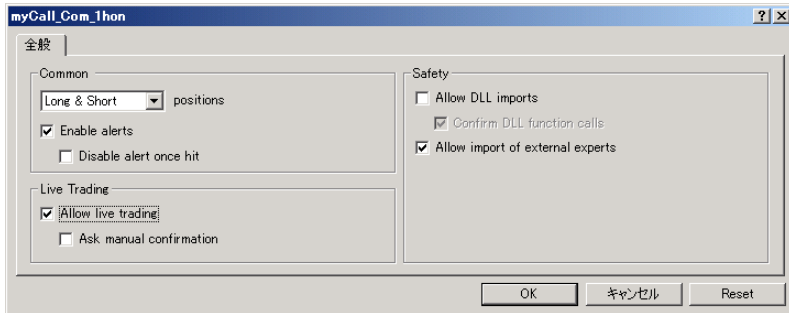 myCall_Com_1hon
全般
Common
Long & Short positions
Enable alerts
Disable alert once hit
Live Trading
Allow live trading
Ask manual confirmation
Safety
Allow DLL imports
Confirm DLL function calls
Allow import of external experts
OK キャンセル Reset